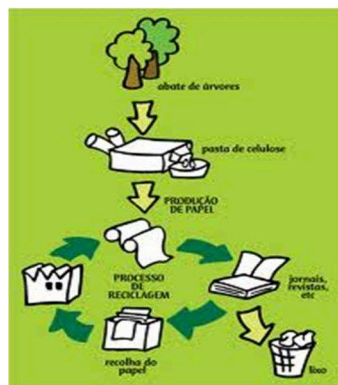 abate de árvores
pasta de celulose
PRODUÇÃO
DE PAPEL
PROCESSO
DE
RECICLAGEM
jornais,
revistas,
etc
recolha do
papel
lixo